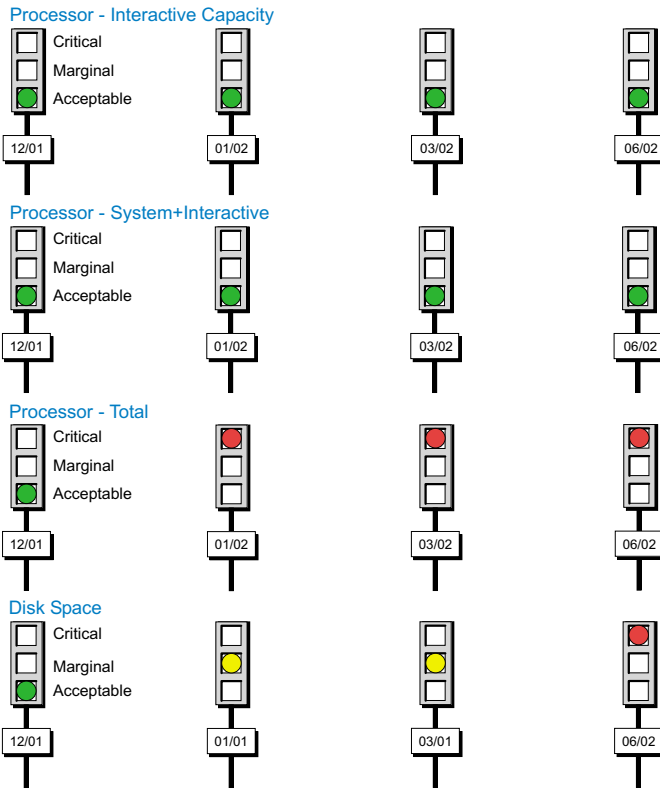 Processor - Interactive Capacity
Critical
Marginal
Acceptable
12/01 01/02 03/02 06/02
Processor - System+Interactive
Critical
Marginal
Acceptable
12/01 01/02 03/02 06/02
Processor - Total
Critical
Marginal
Acceptable
12/01 01/02 03/02 06/02
Disk Space
Critical
Marginal
Acceptable
12/01 01/01 03/01 06/02